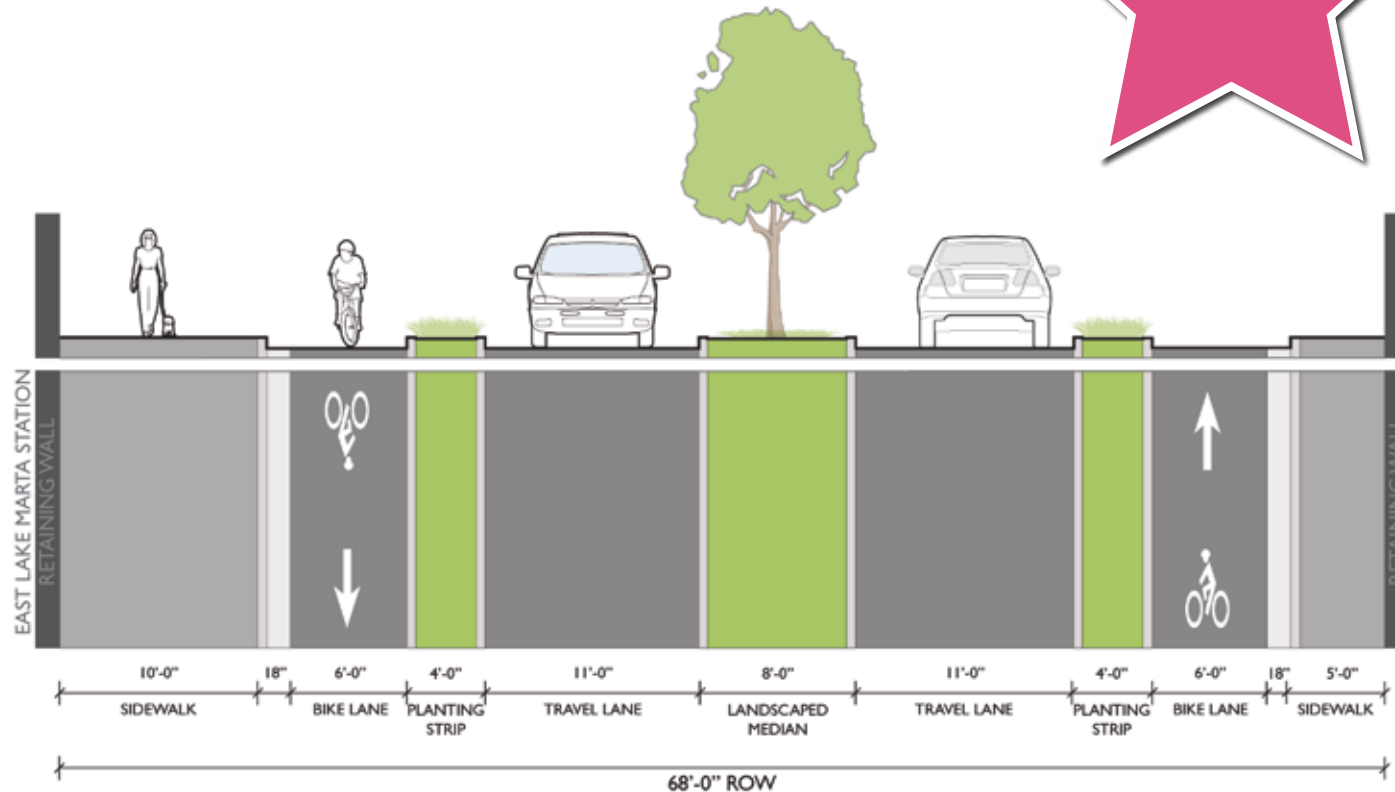 EAST LAKE MARTA STATION
RETAINING WALL
RETAINING WALL
10'-0" 18" 6'-0" 4'-0" 11'-0" 8'-0" 11'-0" 4'-0" 6'-0" 18" 5'-0"
SIDEWALK BIKE LANE PLANTING TRAVEL LANE LANDSCAPED TRAVEL LANE PLANTING BIKE LANE SIDEWALK
STRIP MEDIAN STRIP
68'-0" ROW